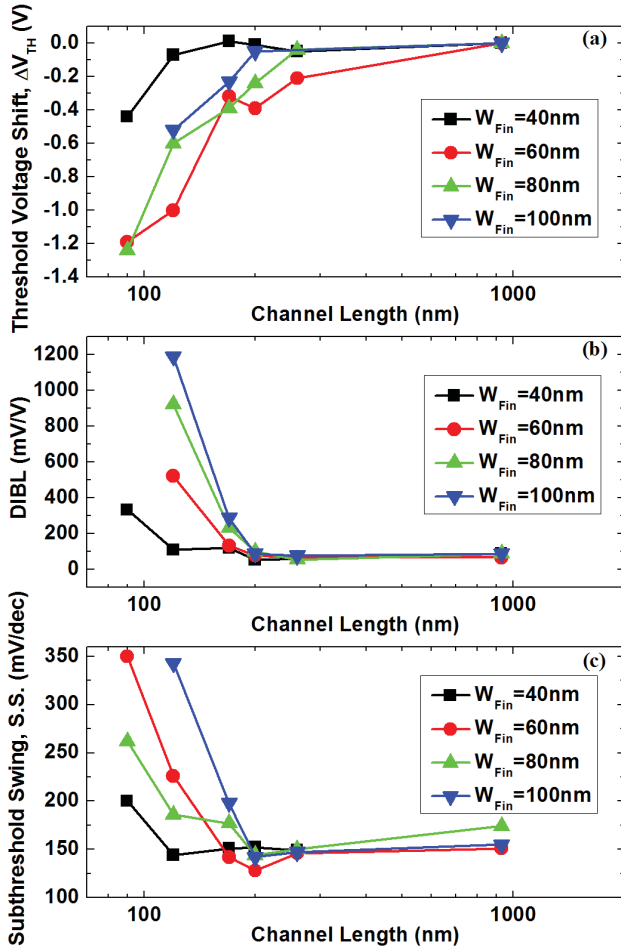 (a)
Threshold Voltage Shift, ΔV_TH (V)
0.0
-0.2
-0.4
-0.6
-0.8
-1.0
-1.2
-1.4
W_Fin=40nm
W_Fin=60nm
W_Fin=80nm
W_Fin=100nm
100
1000
Channel Length (nm)
(b)
DIBL (mV/V)
1200
1000
800
600
400
200
0
W_Fin=40nm
W_Fin=60nm
W_Fin=80nm
W_Fin=100nm
100
1000
Channel Length (nm)
(c)
Subthreshold Swing, S.S. (mV/dec)
350
300
250
200
150
100
W_Fin=40nm
W_Fin=60nm
W_Fin=80nm
W_Fin=100nm
100
1000
Channel Length (nm)